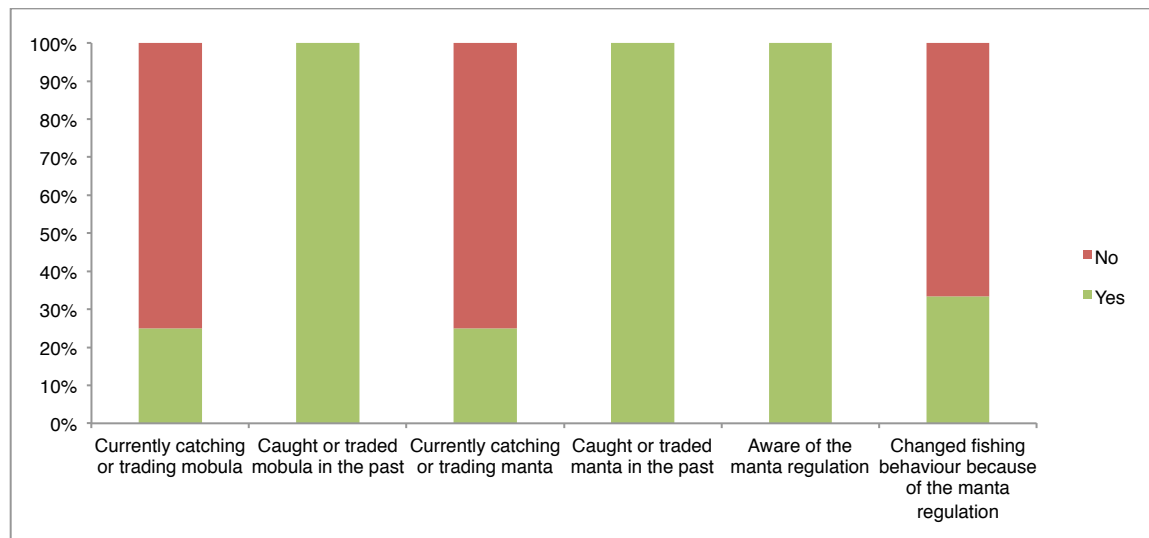 100%
90%
80%
70%
60%
50%
40%
30%
20%
10%
0%
Currently catching
or trading mobula
Caught or traded
mobula in the past
Currently catching
or trading manta
Caught or traded
manta in the past
Aware of the
manta regulation
Changed fishing
behaviour because
of the manta
regulation
No
Yes